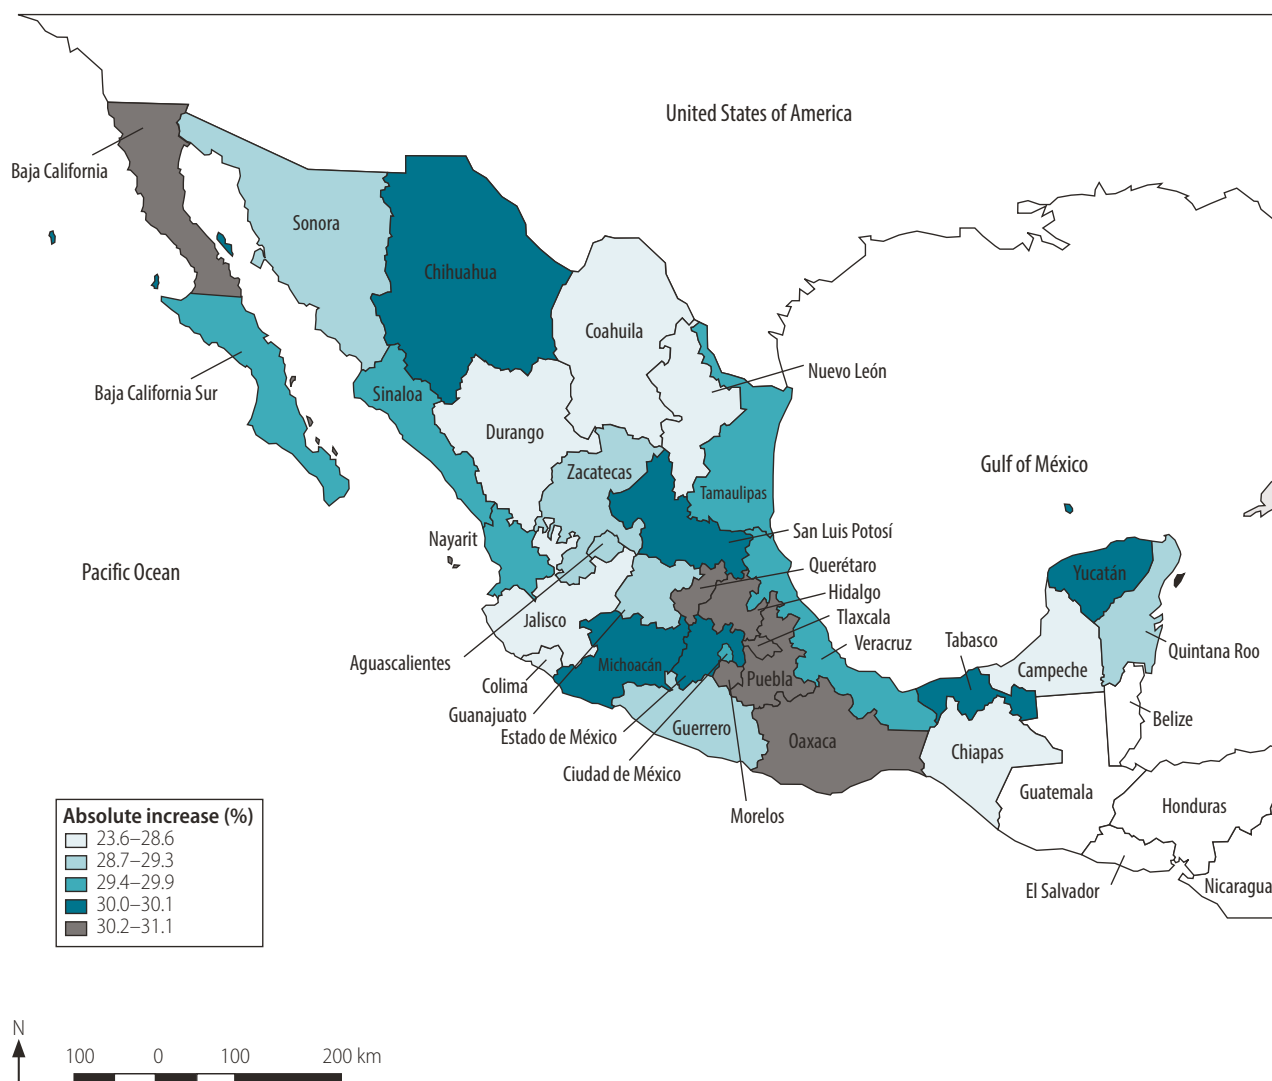 United States of America
Baja California
Sonora
Chihuahua
Coahuila
Nuevo León
Baja California Sur
Sinaloa
Durango
Zacatecas
Gulf of México
Tamaulipas
San Luis Potosí
Nayarit
Querétaro
Pacific Ocean
Yucatán
Hidalgo
Jalisco
Tlaxcala
Veracruz
Tabasco
Quintana Roo
Aguascalientes
Michoacán
Campeche
Colima
Puebla
Guanajuato
Belize
Guerrero
Estado de México
Oaxaca
Chiapas
Ciudad de México
Guatemala
Honduras
Morelos
El Salvador
Nicaragua
Absolute increase (%)
23.6–28.6
28.7–29.3
29.4–29.9
30.0–30.1
30.2–31.1
N
100 0 100 200 km